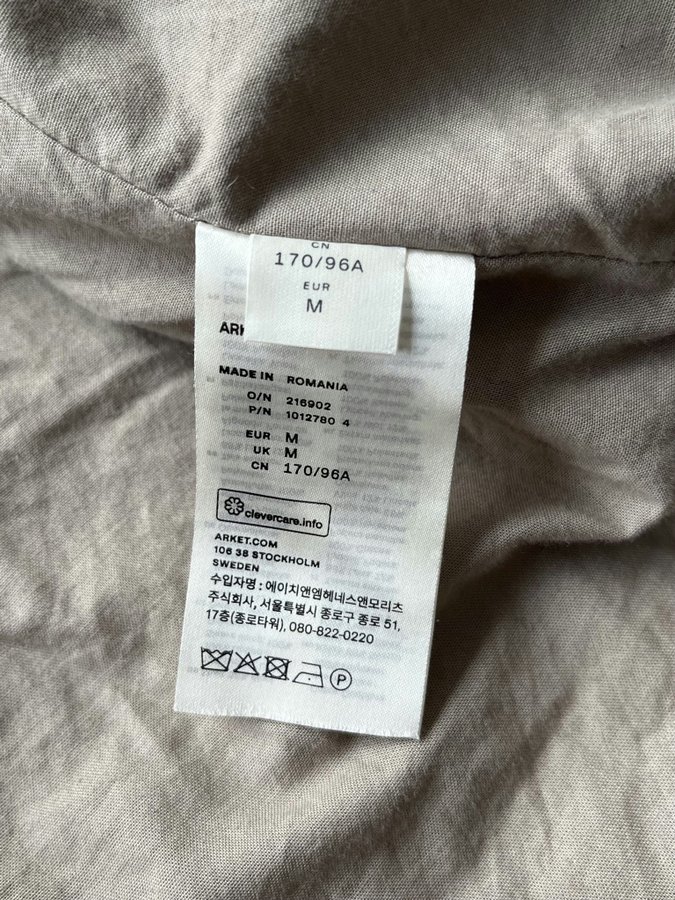 CN
170/96A
EUR
M
MADE IN ROMANIA
O/N 216902
P/N 1012780 4
EUR M
UK M
CN 170/96A
clevercare.info
ARKET.COM
106 38 STOCKHOLM
SWEDEN
수입자명 : 에이치앤엠헤네스앤모리츠
주식회사, 서울특별시 종로구 종로 51,
17층(종로타워), 080-822-0220
P